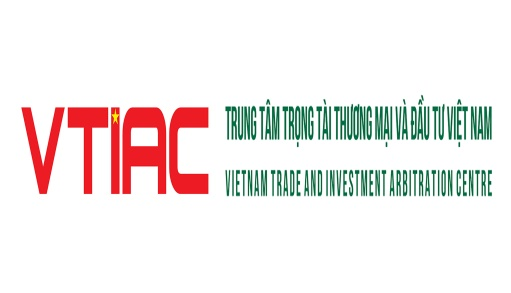 VTIAC
TRUNG TÂM TRỌNG TÀI THƯƠNG MẠI VÀ ĐẦU TƯ VIỆT NAM
VIETNAM TRADE AND INVESTMENT ARBITRATION CENTRE